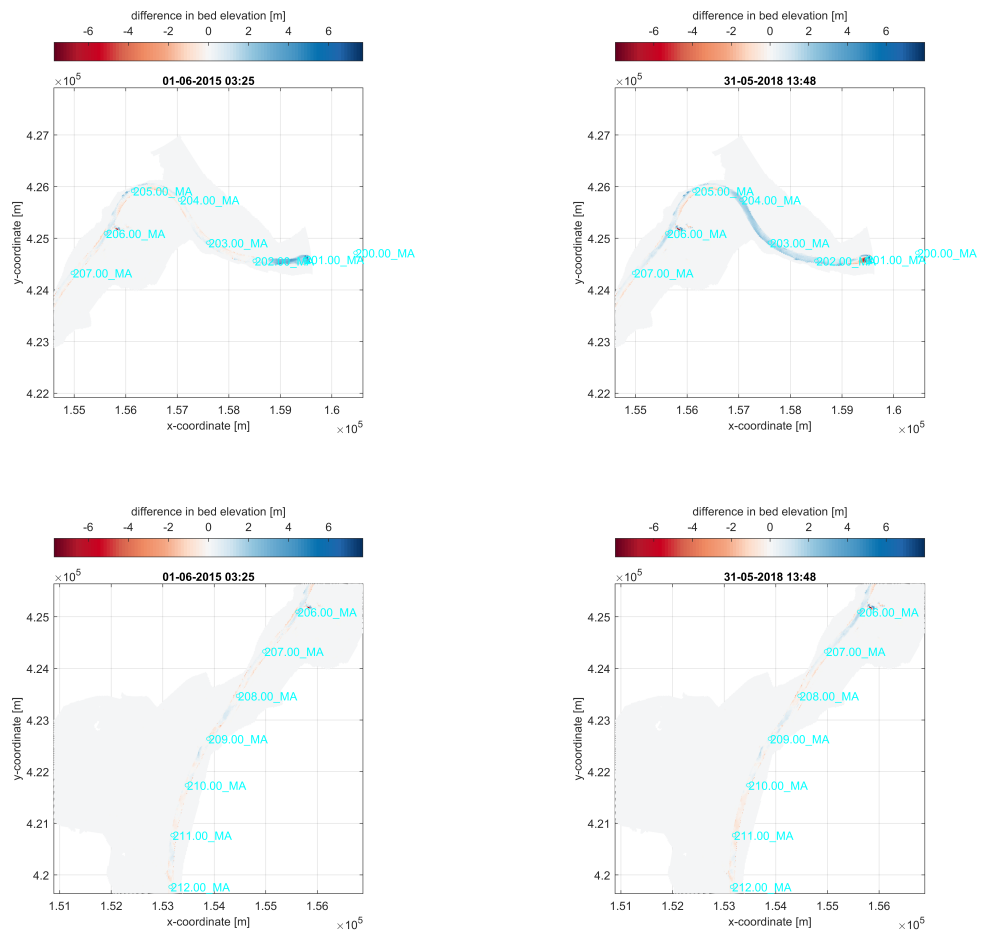 difference in bed elevation [m]
-6 -4 -2 0 2 4 6
×10^5
01-06-2015 03:25
4.27
4.26
4.25
4.24
4.23
4.22
y-coordinate [m]
205.00_MA
204.00_MA
206.00_MA
203.00_MA
200.00_MA
202.00_MA
201.00_MA
207.00_MA
1.55 1.56 1.57 1.58 1.59 1.6
x-coordinate [m]
×10^5
difference in bed elevation [m]
-6 -4 -2 0 2 4 6
×10^5
31-05-2018 13:48
4.27
4.26
4.25
4.24
4.23
4.22
y-coordinate [m]
205.00_MA
204.00_MA
206.00_MA
203.00_MA
200.00_MA
202.00_MA
201.00_MA
207.00_MA
1.55 1.56 1.57 1.58 1.59 1.6
x-coordinate [m]
×10^5
difference in bed elevation [m]
-6 -4 -2 0 2 4 6
×10^5
01-06-2015 03:25
4.25
4.24
4.23
4.22
4.21
4.2
y-coordinate [m]
206.00_MA
207.00_MA
208.00_MA
209.00_MA
210.00_MA
211.00_MA
212.00_MA
1.51 1.52 1.53 1.54 1.55 1.56
x-coordinate [m]
×10^5
difference in bed elevation [m]
-6 -4 -2 0 2 4 6
×10^5
31-05-2018 13:48
4.25
4.24
4.23
4.22
4.21
4.2
y-coordinate [m]
206.00_MA
207.00_MA
208.00_MA
209.00_MA
210.00_MA
211.00_MA
212.00_MA
1.51 1.52 1.53 1.54 1.55 1.56
x-coordinate [m]
×10^5